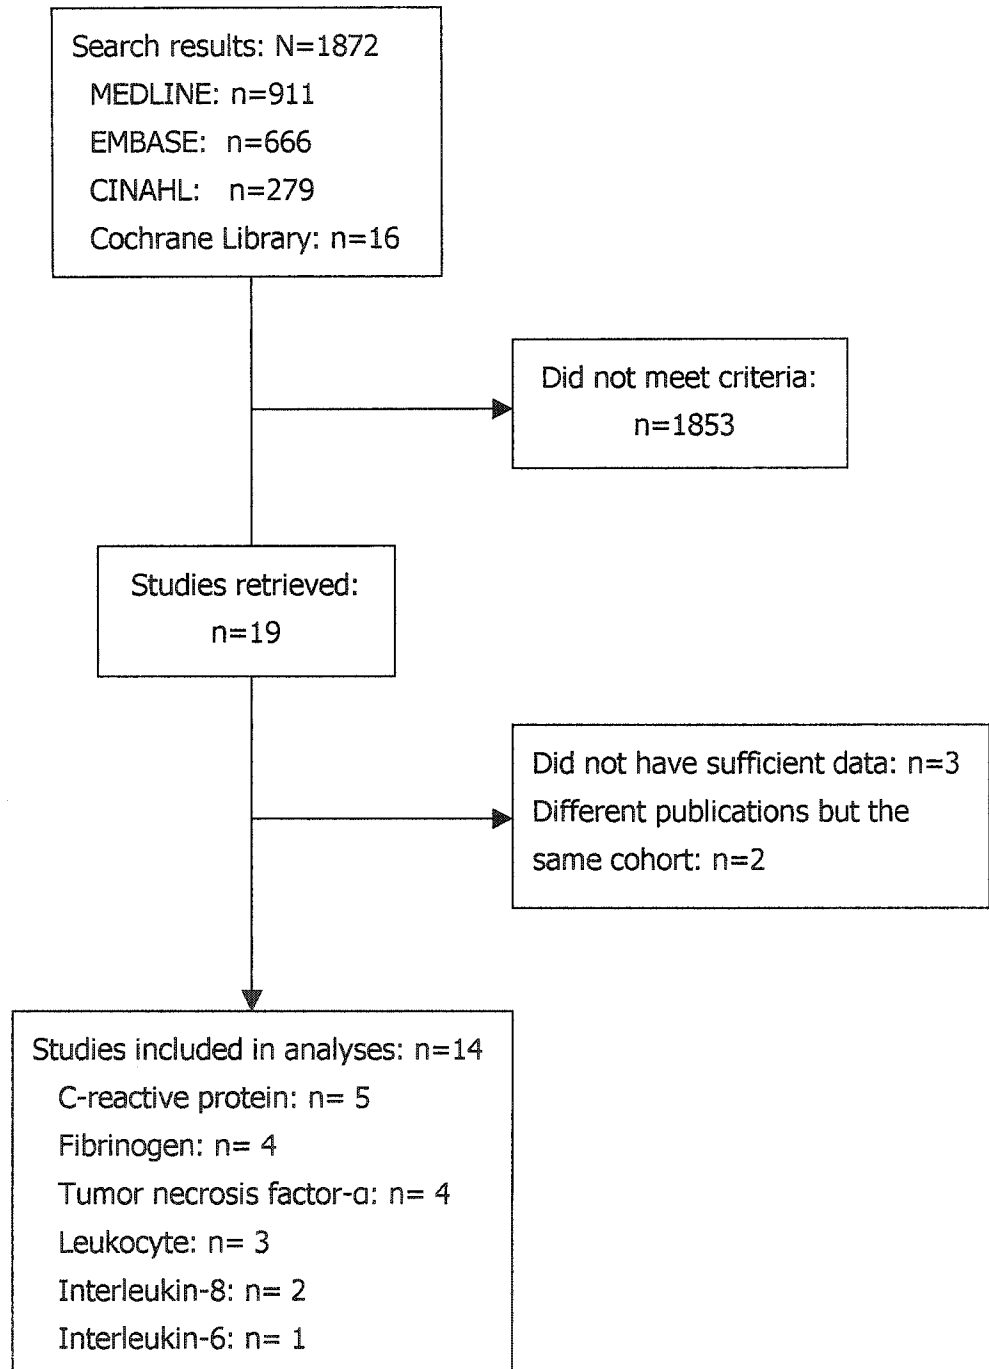 Search results: N=1872
MEDLINE: n=911
EMBASE: n=666
CINAHL: n=279
Cochrane Library: n=16
Did not meet criteria:
n=1853
Studies retrieved:
n=19
Did not have sufficient data: n=3
Different publications but the
same cohort: n=2
Studies included in analyses: n=14
C-reactive protein: n= 5
Fibrinogen: n= 4
Tumor necrosis factor-α: n= 4
Leukocyte: n= 3
Interleukin-8: n= 2
Interleukin-6: n= 1